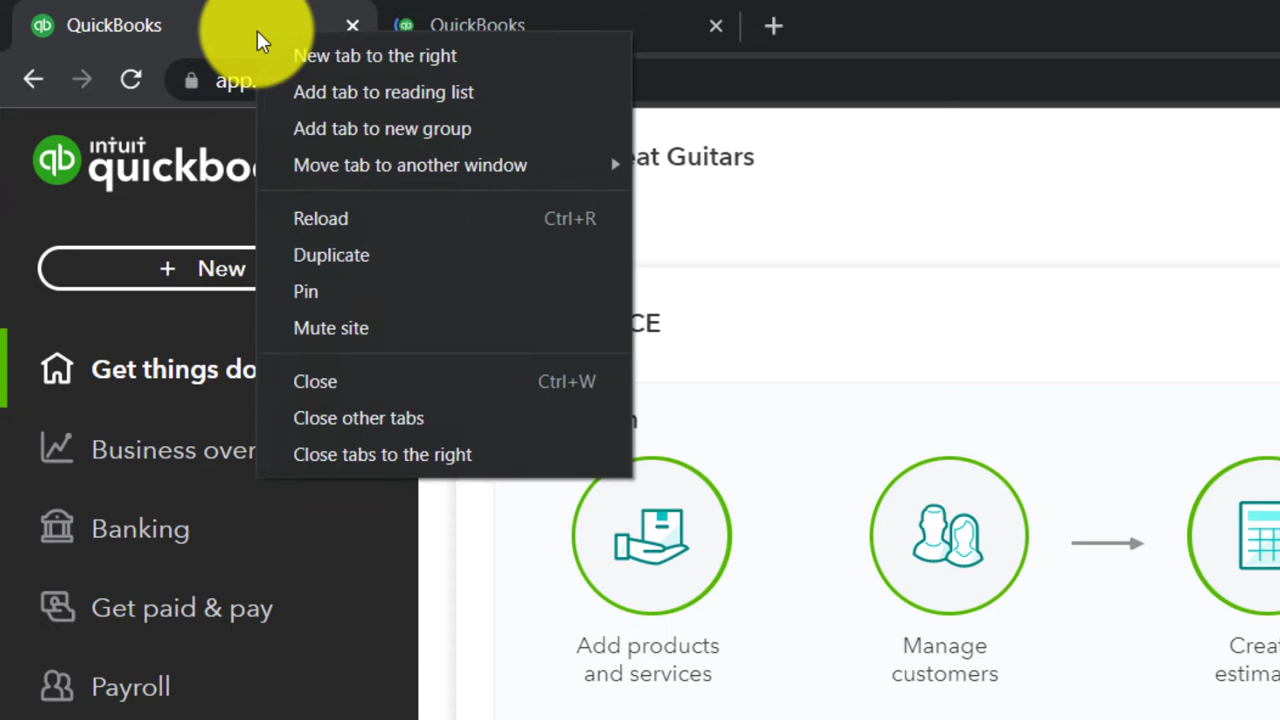 QuickBooks
QuickBooks
app.
New tab to the right
Add tab to reading list
Add tab to new group
Move tab to another window
Reload Ctrl+R
Duplicate
Pin
Mute site
Close Ctrl+W
Close other tabs
Close tabs to the right
eat Guitars
ıntuıt
quickbo
+ New
Get things do
Business over
Banking
Get paid & pay
Payroll
CE
n
Add products
and services
Manage
customers
Crea
estima